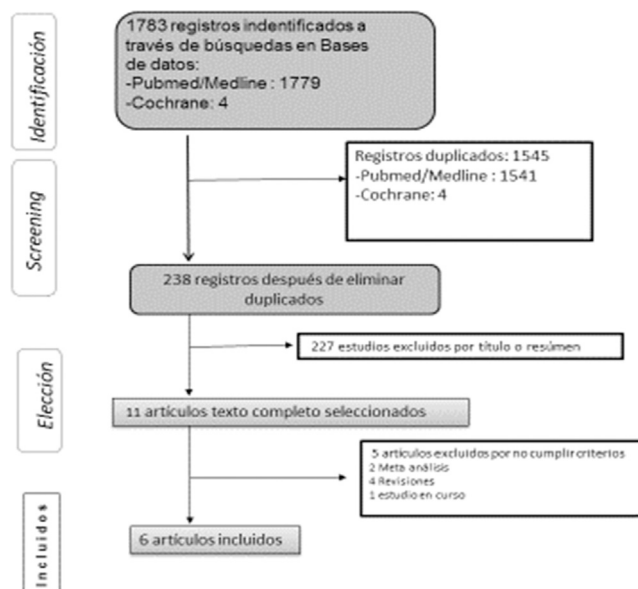 Identificación
1783 registros indentificados a
través de búsquedas en Bases
de datos:
-Pubmed/Medline : 1779
-Cochrane: 4
Screening
Registros duplicados: 1545
-Pubmed/Medline : 1541
-Cochrane: 4
238 registros después de eliminar
duplicados
227 estudios excluidos por título o resúmen
Elección
11 artículos texto completo seleccionados
5 artículos excluidos por no cumplir criterios
2 Meta análisis
4 Revisiones
1 estudio en curso
Incluidos
6 artículos incluidos